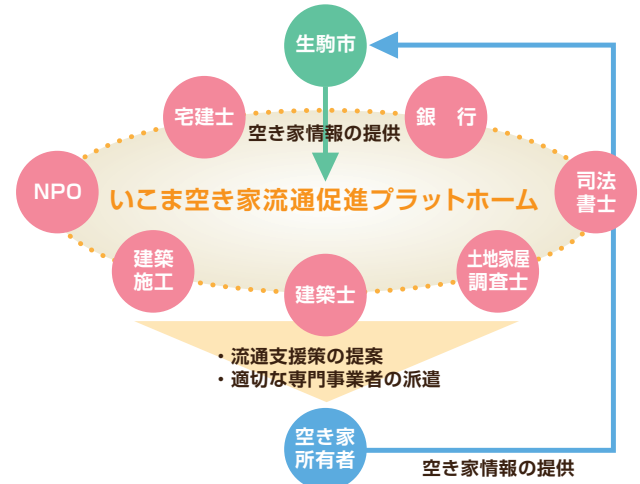 生駒市
宅建士
銀 行
空き家情報の提供
NPO
いこま空き家流通促進プラットホーム
司法
書士
建築
施工
建築士
土地家屋
調査士
・流通支援策の提案
・適切な専門事業者の派遣
空き家
所有者
空き家情報の提供